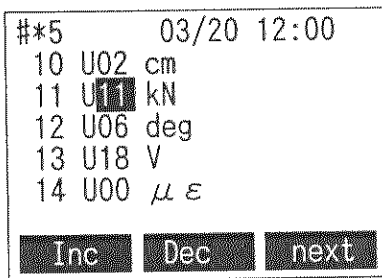 #*5 03/20 12:00
10 U02 cm
11 U11 kN
12 U06 deg
13 U18 V
14 U00 με
Inc Dec next